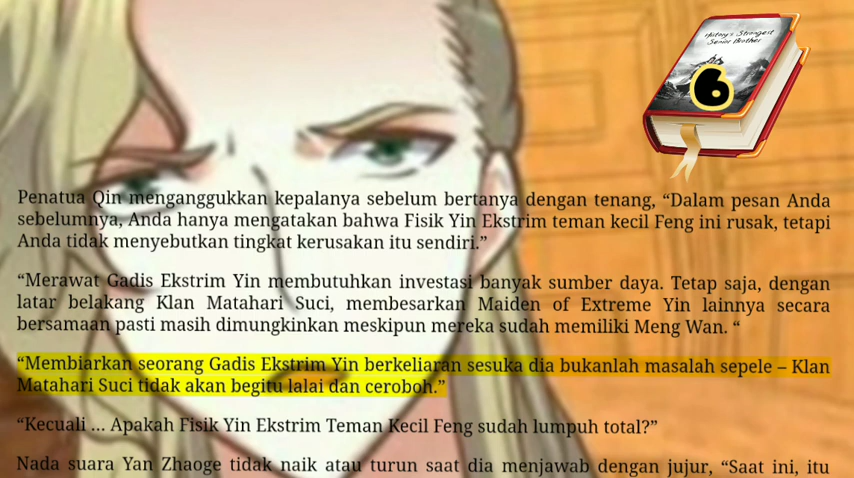 History's Strongest
Senior Brother
6
Penatua Qin menganggukkan kepalanya sebelum bertanya dengan tenang, “Dalam pesan Anda
sebelumnya, Anda hanya mengatakan bahwa Fisik Yin Ekstrim teman kecil Feng ini rusak, tetapi
Anda tidak menyebutkan tingkat kerusakan itu sendiri.”
“Merawat Gadis Ekstrim Yin membutuhkan investasi banyak sumber daya. Tetap saja, dengan
latar belakang Klan Matahari Suci, membesarkan Maiden of Extreme Yin lainnya secara
bersamaan pasti masih dimungkinkan meskipun mereka sudah memiliki Meng Wan. “
“Membiarkan seorang Gadis Ekstrim Yin berkeliaran sesuka dia bukanlah masalah sepele – Klan
Matahari Suci tidak akan begitu lalai dan ceroboh.”
“Kecuali ... Apakah Fisik Yin Ekstrim Teman Kecil Feng sudah lumpuh total?”
Nada suara Yan Zhaoge tidak naik atau turun saat dia menjawab dengan jujur, “Saat ini, itu